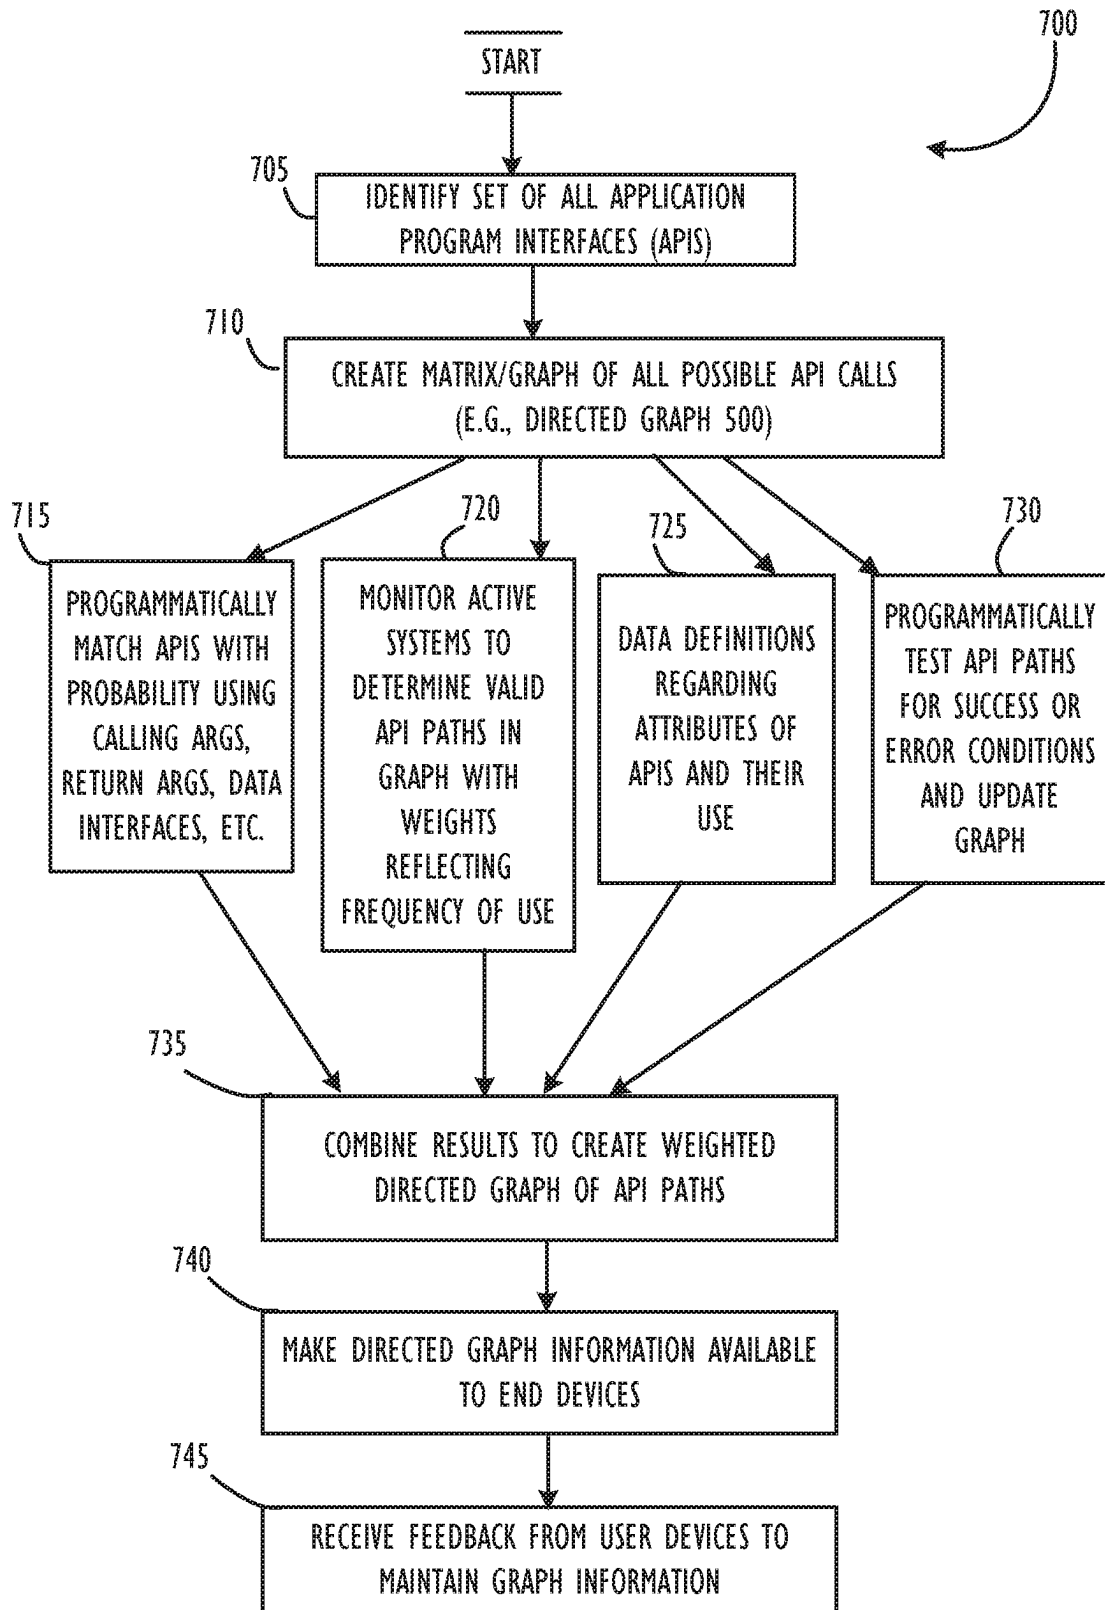 700
START
705
IDENTIFY SET OF ALL APPLICATION
PROGRAM INTERFACES (APIS)
710
CREATE MATRIX/GRAPH OF ALL POSSIBLE API CALLS
(E.G., DIRECTED GRAPH 500)
715
PROGRAMMATICALLY
MATCH APIS WITH
PROBABILITY USING
CALLING ARGS,
RETURN ARGS, DATA
INTERFACES, ETC.
720
MONITOR ACTIVE
SYSTEMS TO
DETERMINE VALID
API PATHS IN
GRAPH WITH
WEIGHTS
REFLECTING
FREQUENCY OF USE
725
DATA DEFINITIONS
REGARDING
ATTRIBUTES OF
APIS AND THEIR
USE
730
PROGRAMMATICALLY
TEST API PATHS
FOR SUCCESS OR
ERROR CONDITIONS
AND UPDATE
GRAPH
735
COMBINE RESULTS TO CREATE WEIGHTED
DIRECTED GRAPH OF API PATHS
740
MAKE DIRECTED GRAPH INFORMATION AVAILABLE
TO END DEVICES
745
RECEIVE FEEDBACK FROM USER DEVICES TO
MAINTAIN GRAPH INFORMATION